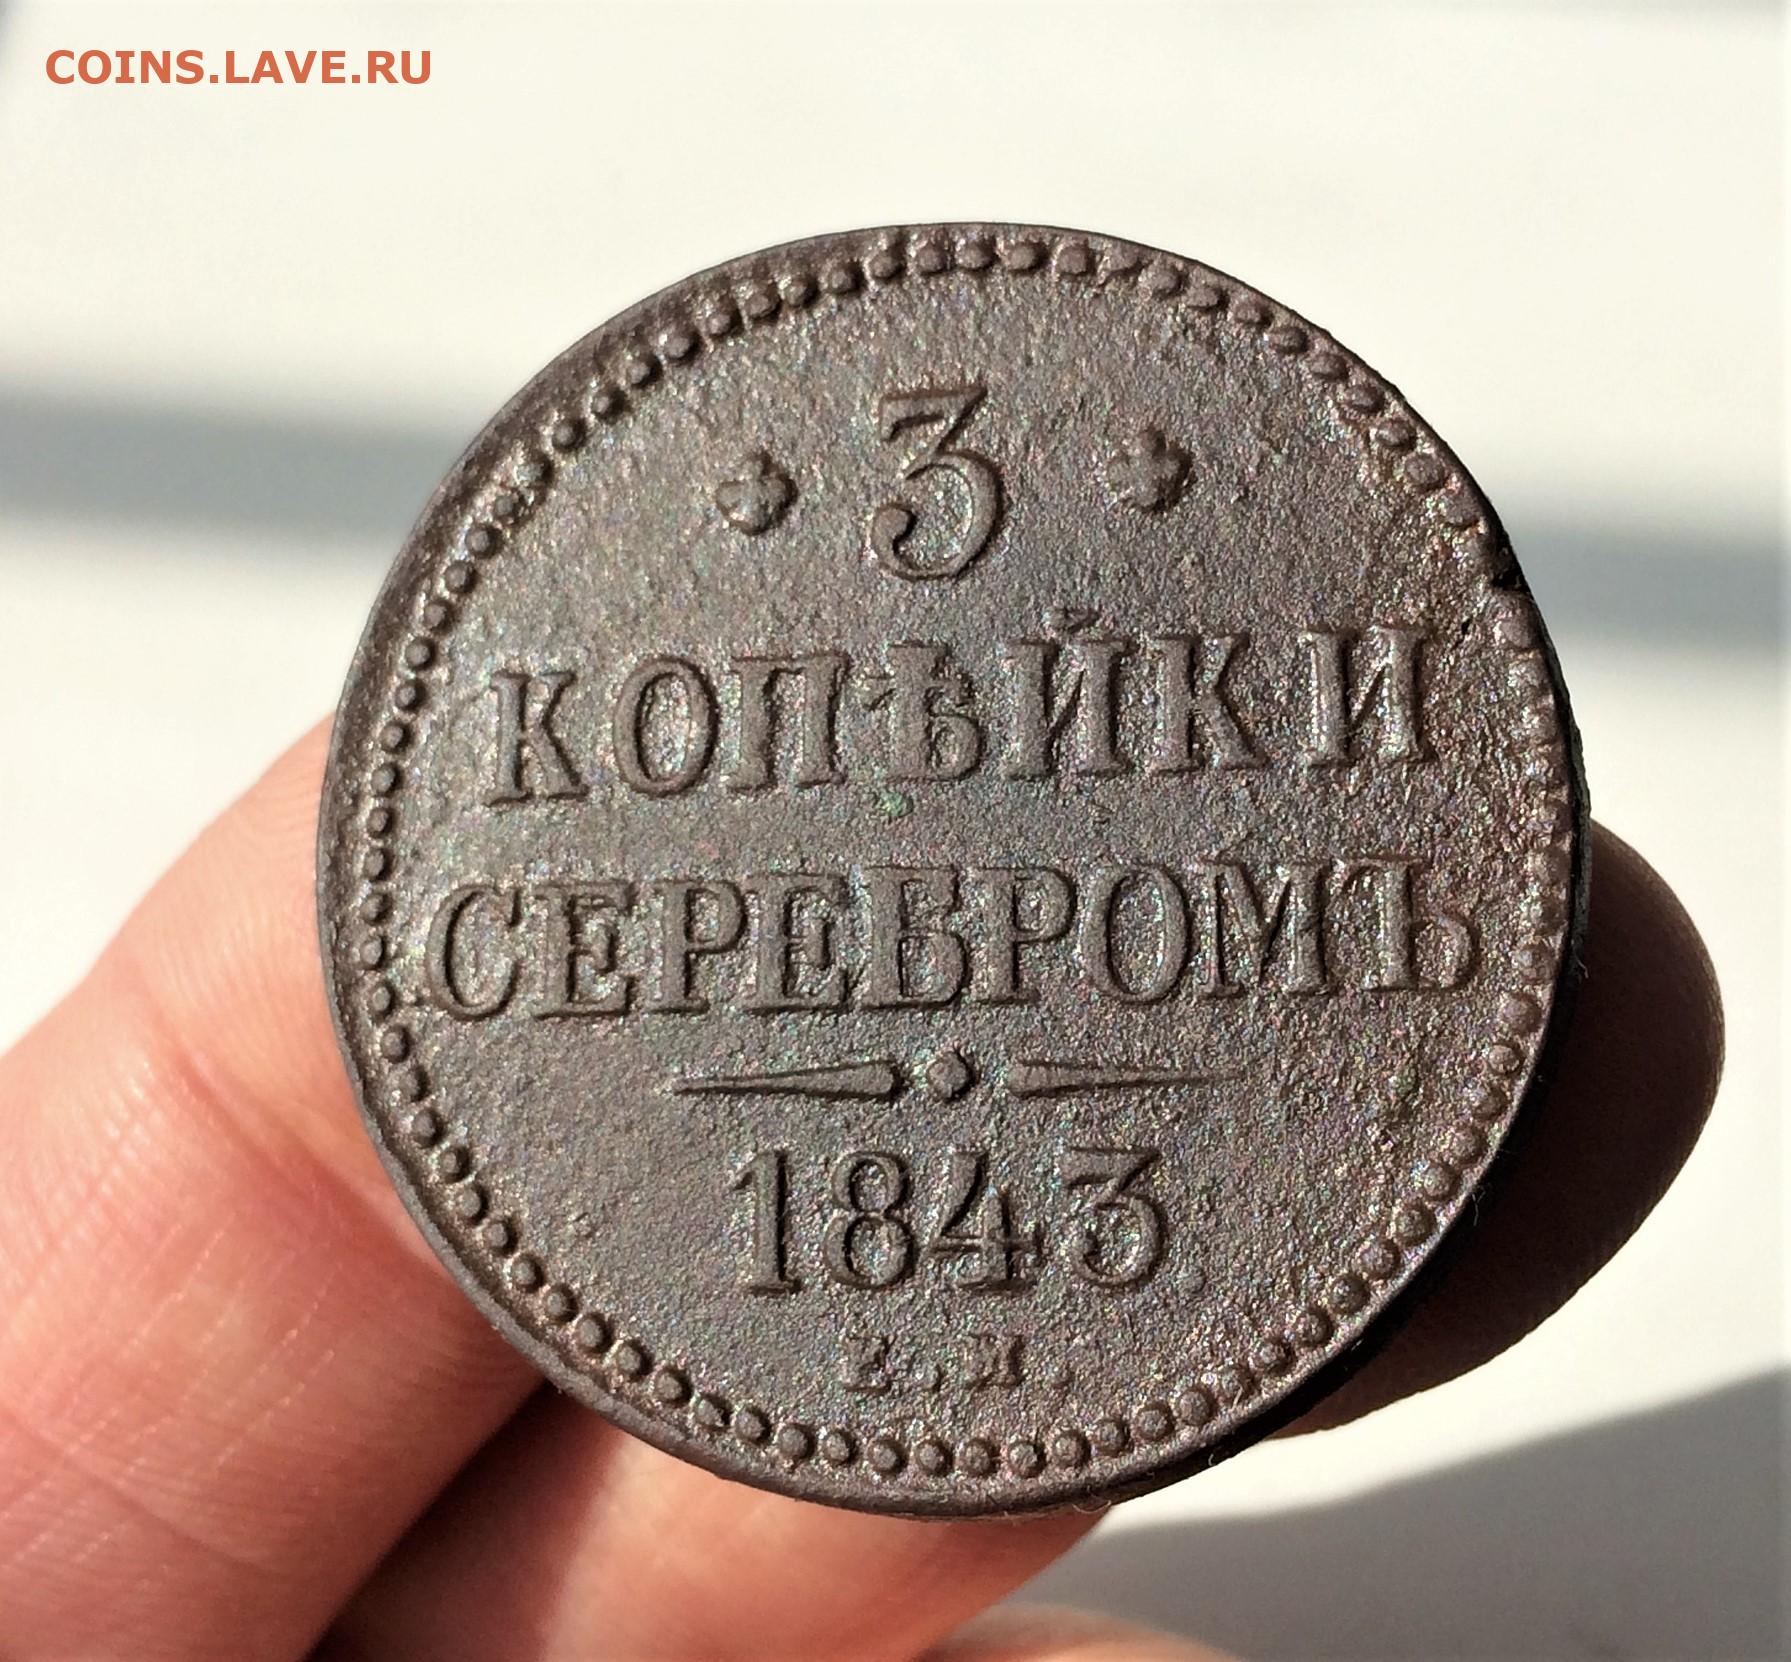 COINS.LAVE.RU
3
КОПѢЙКИ
СЕРЕБРОМЪ
1843
Е.М.